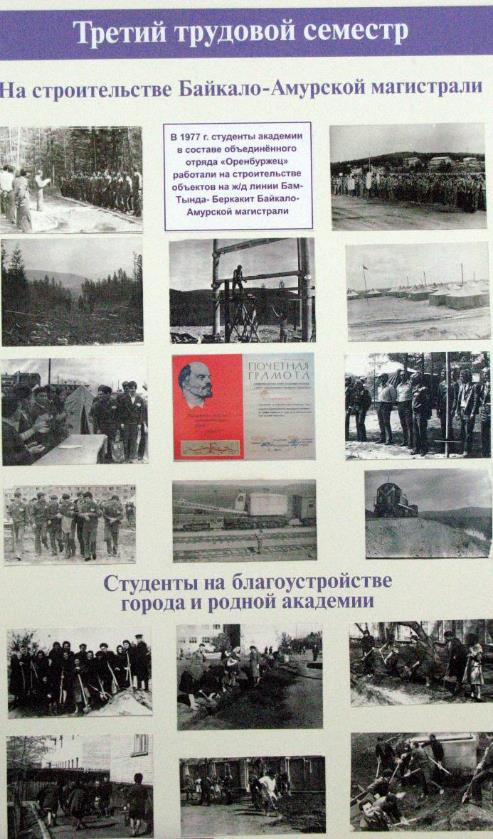 Третий трудовой семестр
На строительстве Байкало-Амурской магистрали
В 1977 г. студенты академии
в составе объединённого
отряда «Оренбуржец»
работали на строительстве
объектов на ж/д линии Бам-
Тында- Беркакит Байкало-
Амурской магистрали
ПОЧЕТНАЯ
ГРАМОТА
Студенты на благоустройстве
города и родной академии